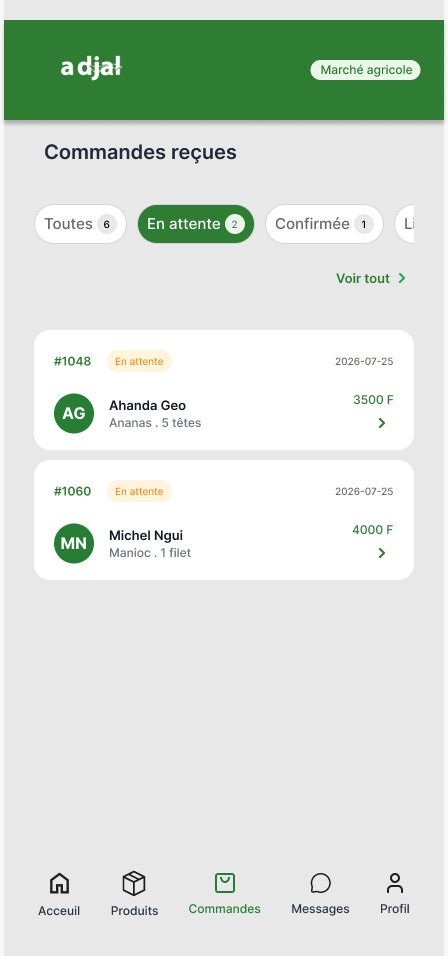 adjal
Marché agricole
Commandes reçues
Toutes 6 En attente 2 Confirmée 1 Li
Voir tout
#1048 En attente 2026-07-25
3500 F
AG Ahanda Geo
Ananas . 5 têtes
#1060 En attente 2026-07-25
4000 F
MN Michel Ngui
Manioc . 1 filet
Acceuil Produits Commandes Messages Profil